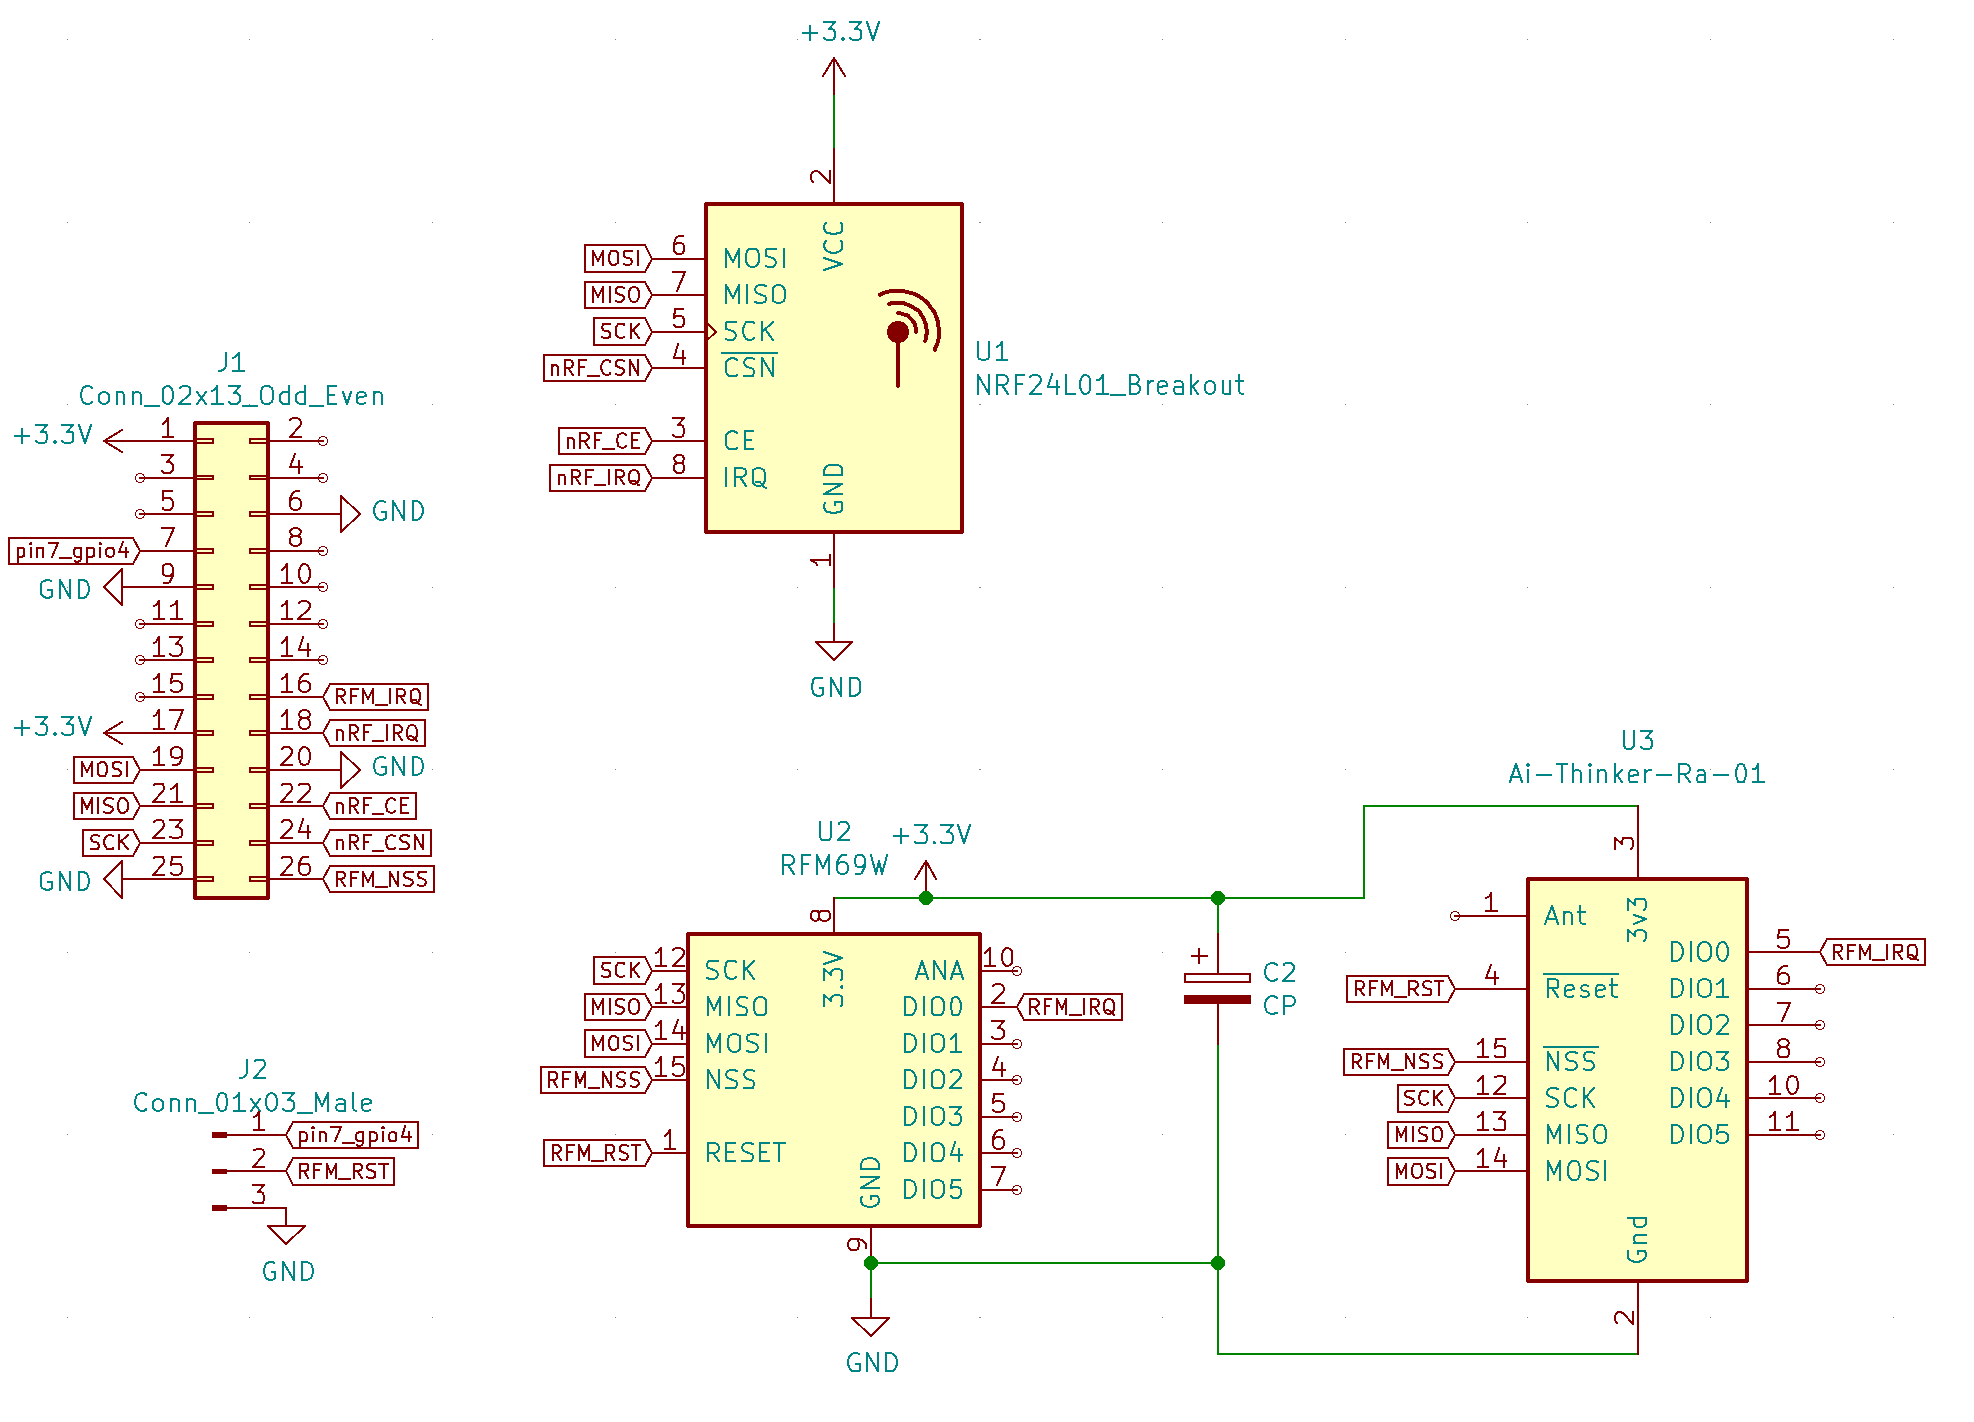 +3.3V
2
VCC
MOSI 6 MOSI
MISO 7 MISO
SCK 5 SCK
nRF_CSN 4 CSN
nRF_CE 3 CE
nRF_IRQ 8 IRQ
GND
1
GND
U1
NRF24L01_Breakout
J1
Conn_02x13_Odd_Even
+3.3V 1 2
3 4
5 6 GND
pin7_gpio4 7 8
GND 9 10
11 12
13 14
15 16 RFM_IRQ
+3.3V 17 18 nRF_IRQ
MOSI 19 20 GND
MISO 21 22 nRF_CE
SCK 23 24 nRF_CSN
GND 25 26 RFM_NSS
J2
Conn_01x03_Male
1 pin7_gpio4
2 RFM_RST
3
GND
U2
RFM69W
+3.3V
8
3.3V
SCK 12 SCK ANA 10
MISO 13 MISO DIO0 2 RFM_IRQ
MOSI 14 MOSI DIO1 3
RFM_NSS 15 NSS DIO2 4
DIO3 5
RFM_RST 1 RESET DIO4 6
DIO5 7
GND
9
GND
+
C2
CP
U3
Ai-Thinker-Ra-01
3
3v3
1 Ant
DIO0 5 RFM_IRQ
RFM_RST 4 Reset DIO1 6
DIO2 7
RFM_NSS 15 NSS DIO3 8
SCK 12 SCK DIO4 10
MISO 13 MISO DIO5 11
MOSI 14 MOSI
Gnd
2